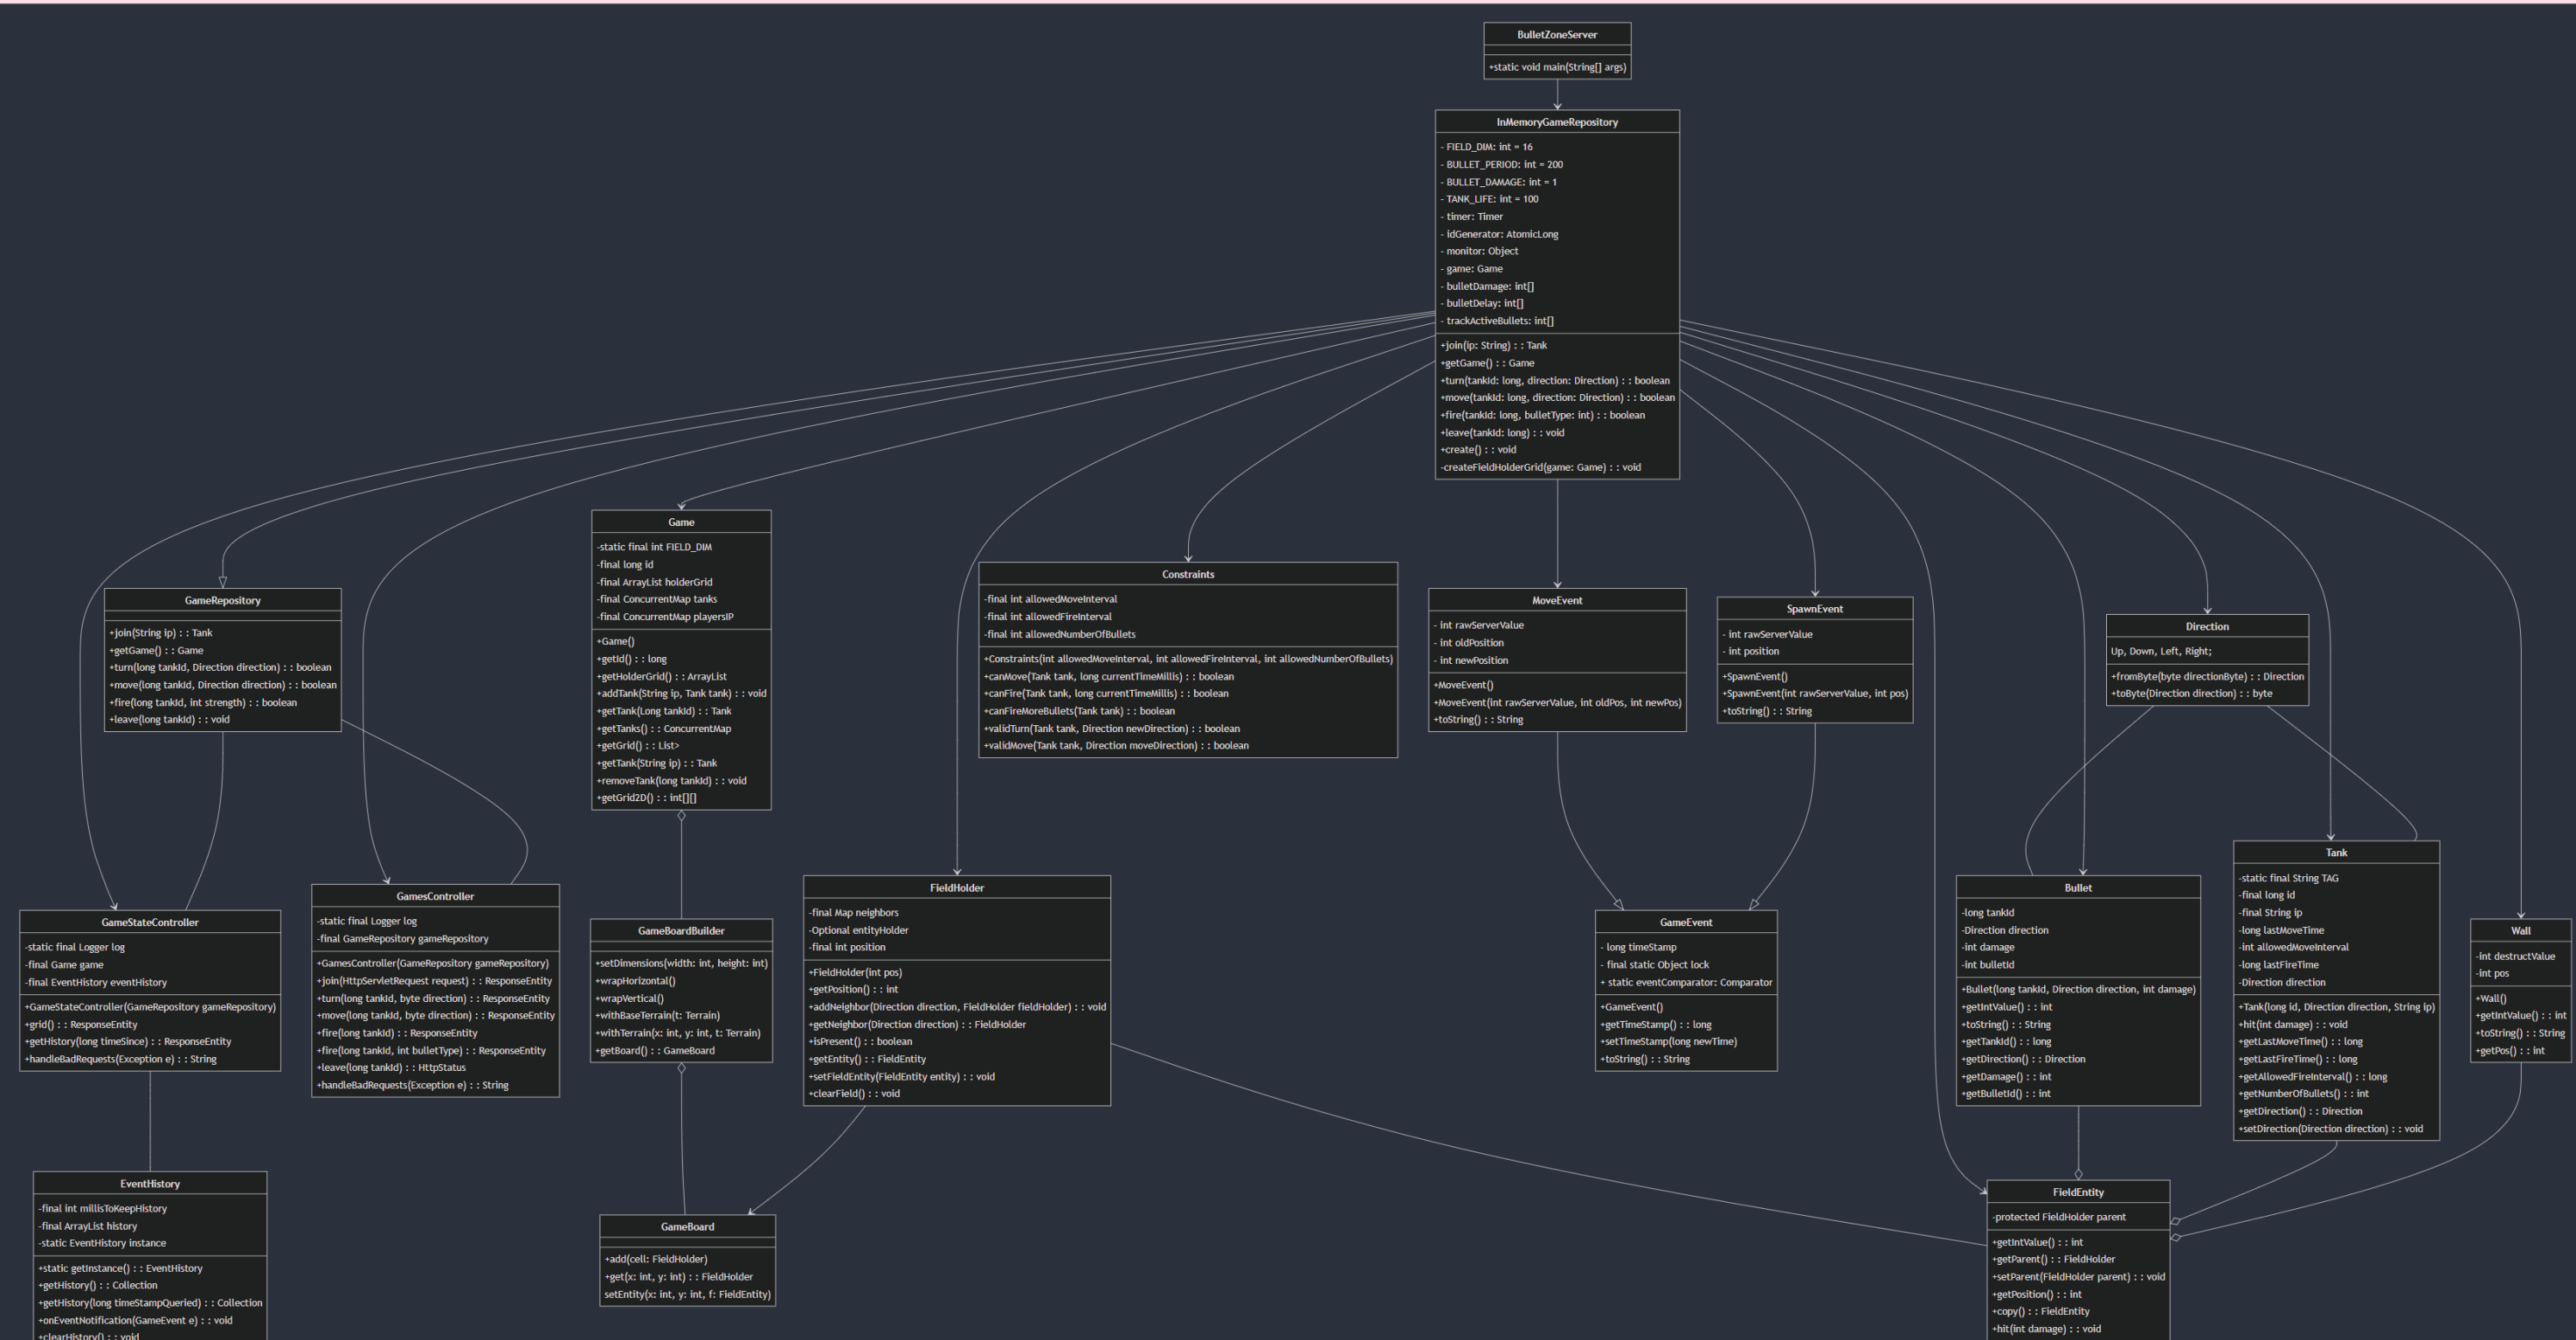 BulletZoneServer
+static void main(String[] args)
InMemoryGameRepository
- FIELD_DIM: int = 16
- BULLET_PERIOD: int = 200
- BULLET_DAMAGE: int = 1
- TANK_LIFE: int = 100
- timer: Timer
- idGenerator: AtomicLong
- monitor: Object
- game: Game
- bulletDamage: int[]
- bulletDelay: int[]
- trackActiveBullets: int[]
+join(ip: String) : : Tank
+getGame() : : Game
+turn(tankId: long, direction: Direction) : : boolean
+move(tankId: long, direction: Direction) : : boolean
+fire(tankId: long, bulletType: int) : : boolean
+leave(tankId: long) : : void
+create() : : void
-createFieldHolderGrid(game: Game) : : void
GameRepository
+join(String ip) : : Tank
+getGame() : : Game
+turn(long tankId, Direction direction) : : boolean
+move(long tankId, Direction direction) : : boolean
+fire(long tankId, int strength) : : boolean
+leave(long tankId) : : void
Game
-static final int FIELD_DIM
-final long id
-final ArrayList holderGrid
-final ConcurrentMap tanks
-final ConcurrentMap playersIP
+Game()
+getId() : : long
+getHolderGrid() : : ArrayList
+addTank(String ip, Tank tank) : : void
+getTank(Long tankId) : : Tank
+getTanks() : : ConcurrentMap
+getGrid() : : List>
+getTank(String ip) : : Tank
+removeTank(long tankId) : : void
+getGrid2D() : : int[][]
Constraints
-final int allowedMoveInterval
-final int allowedFireInterval
-final int allowedNumberOfBullets
+Constraints(int allowedMoveInterval, int allowedFireInterval, int allowedNumberOfBullets)
+canMove(Tank tank, long currentTimeMillis) : : boolean
+canFire(Tank tank, long currentTimeMillis) : : boolean
+canFireMoreBullets(Tank tank) : : boolean
+validTurn(Tank tank, Direction newDirection) : : boolean
+validMove(Tank tank, Direction moveDirection) : : boolean
MoveEvent
- int rawServerValue
- int oldPosition
- int newPosition
+MoveEvent()
+MoveEvent(int rawServerValue, int oldPos, int newPos)
+toString() : : String
SpawnEvent
- int rawServerValue
- int position
+SpawnEvent()
+SpawnEvent(int rawServerValue, int pos)
+toString() : : String
Direction
Up, Down, Left, Right;
+fromByte(byte directionByte) : : Direction
+toByte(Direction direction) : : byte
GameStateController
-static final Logger log
-final Game game
-final EventHistory eventHistory
+GameStateController(GameRepository gameRepository)
+grid() : : ResponseEntity
+getHistory(long timeSince) : : ResponseEntity
+handleBadRequests(Exception e) : : String
GamesController
-static final Logger log
-final GameRepository gameRepository
+GamesController(GameRepository gameRepository)
+join(HttpServletRequest request) : : ResponseEntity
+turn(long tankId, byte direction) : : ResponseEntity
+move(long tankId, byte direction) : : ResponseEntity
+fire(long tankId) : : ResponseEntity
+fire(long tankId, int bulletType) : : ResponseEntity
+leave(long tankId) : : HttpStatus
+handleBadRequests(Exception e) : : String
GameBoardBuilder
+setDimensions(width: int, height: int)
+wrapHorizontal()
+wrapVertical()
+withBaseTerrain(t: Terrain)
+withTerrain(x: int, y: int, t: Terrain)
+getBoard() : : GameBoard
FieldHolder
-final Map neighbors
-Optional entityHolder
-final int position
+FieldHolder(int pos)
+getPosition() : : int
+addNeighbor(Direction direction, FieldHolder fieldHolder) : : void
+getNeighbor(Direction direction) : : FieldHolder
+isPresent() : : boolean
+getEntity() : : FieldEntity
+setFieldEntity(FieldEntity entity) : : void
+clearField() : : void
GameEvent
- long timeStamp
- final static Object lock
+ static eventComparator: Comparator
+GameEvent()
+getTimeStamp() : : long
+setTimeStamp(long newTime)
+toString() : : String
Bullet
-long tankId
-Direction direction
-int damage
-int bulletId
+Bullet(long tankId, Direction direction, int damage)
+getIntValue() : : int
+toString() : : String
+getTankId() : : long
+getDirection() : : Direction
+getDamage() : : int
+getBulletId() : : int
Tank
-static final String TAG
-final long id
-final String ip
-long lastMoveTime
-int allowedMoveInterval
-long lastFireTime
-Direction direction
+Tank(long id, Direction direction, String ip)
+hit(int damage) : : void
+getLastMoveTime() : : long
+getLastFireTime() : : long
+getAllowedFireInterval() : : long
+getNumberOfBullets() : : int
+getDirection() : : Direction
+setDirection(Direction direction) : : void
Wall
-int destructValue
-int pos
+Wall()
+getIntValue() : : int
+toString() : : String
+getPos() : : int
EventHistory
-final int millisToKeepHistory
-final ArrayList history
-static EventHistory instance
+static getInstance() : : EventHistory
+getHistory() : : Collection
+getHistory(long timeStampQueried) : : Collection
+onEventNotification(GameEvent e) : : void
+clearHistory() : : void
GameBoard
+add(cell: FieldHolder)
+get(x: int, y: int) : : FieldHolder
setEntity(x: int, y: int, f: FieldEntity)
FieldEntity
-protected FieldHolder parent
+getIntValue() : : int
+getParent() : : FieldHolder
+setParent(FieldHolder parent) : : void
+getPosition() : : int
+copy() : : FieldEntity
+hit(int damage) : : void